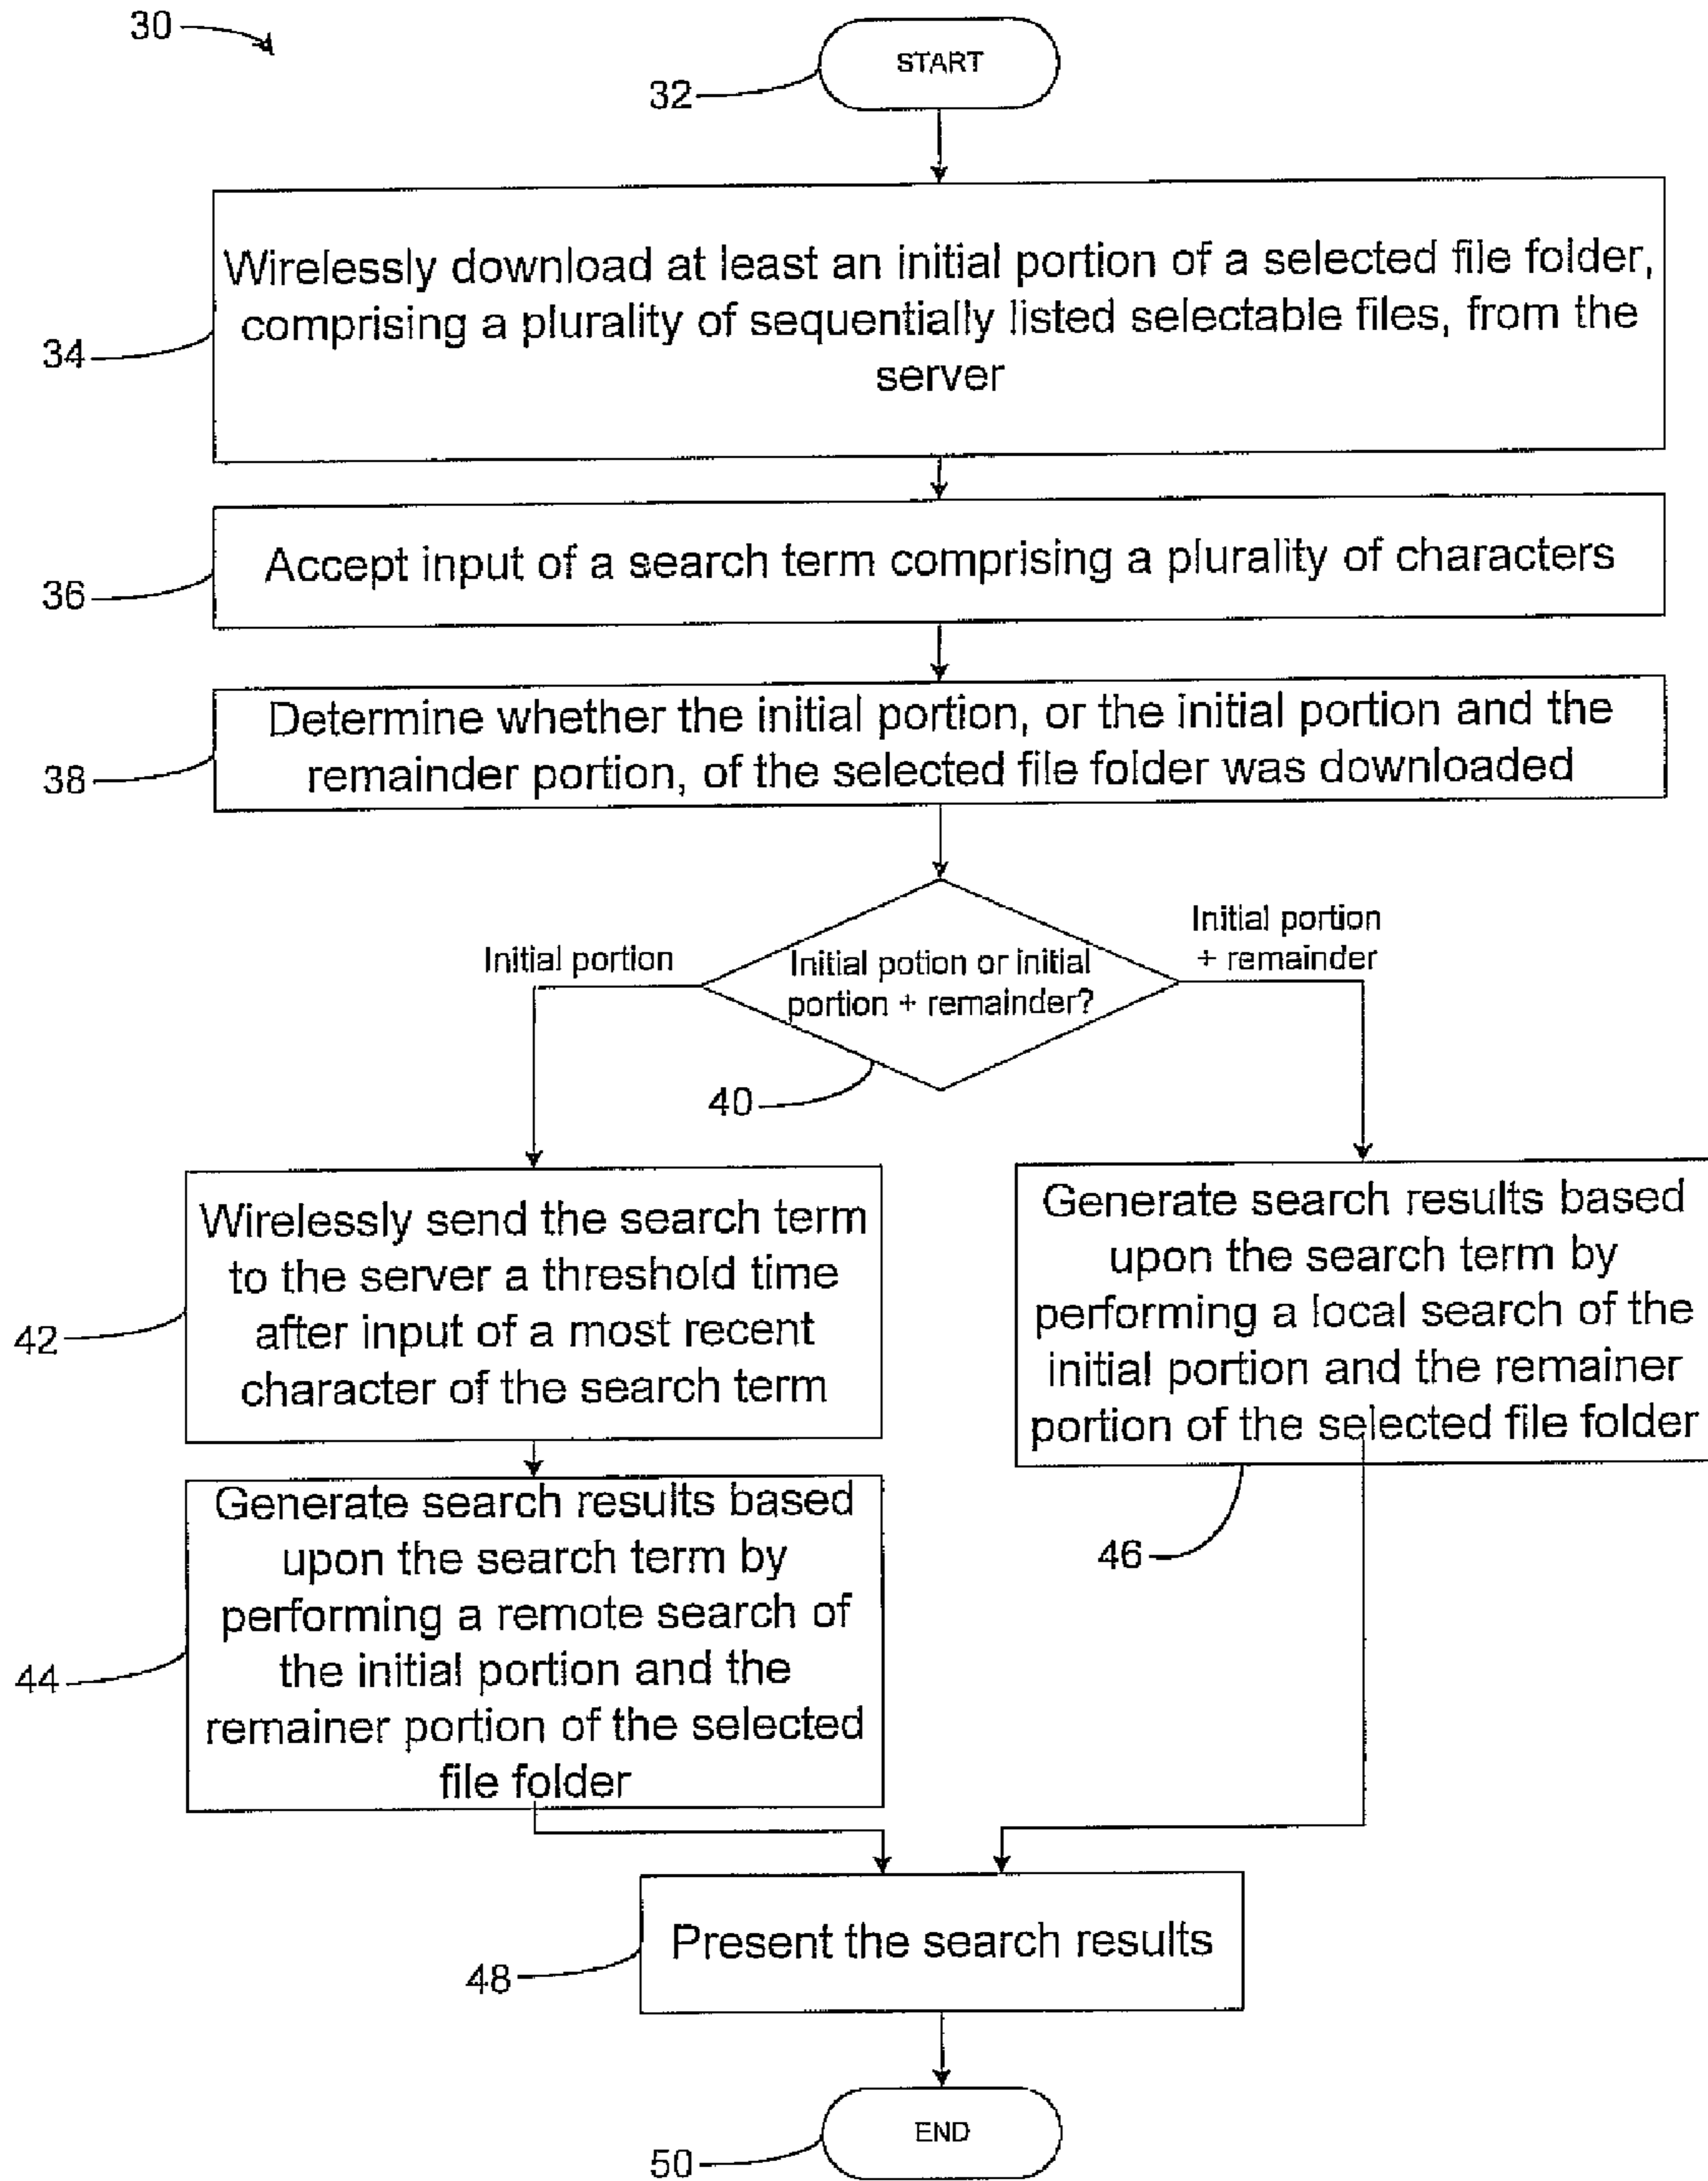 30
START
32
Wirelessly download at least an initial portion of a selected file folder,
comprising a plurality of sequentially listed selectable files, from the
server
34
Accept input of a search term comprising a plurality of characters
36
Determine whether the initial portion, or the initial portion and the
remainder portion, of the selected file folder was downloaded
38
Initial portion
Initial potion or initial
portion + remainder?
Initial portion
+ remainder
40
Wirelessly send the search term
to the server a threshold time
after input of a most recent
character of the search term
42
Generate search results based
upon the search term by
performing a local search of the
initial portion and the remainer
portion of the selected file folder
46
Generate search results based
upon the search term by
performing a remote search of
the initial portion and the
remainer portion of the selected
file folder
44
Present the search results
48
END
50